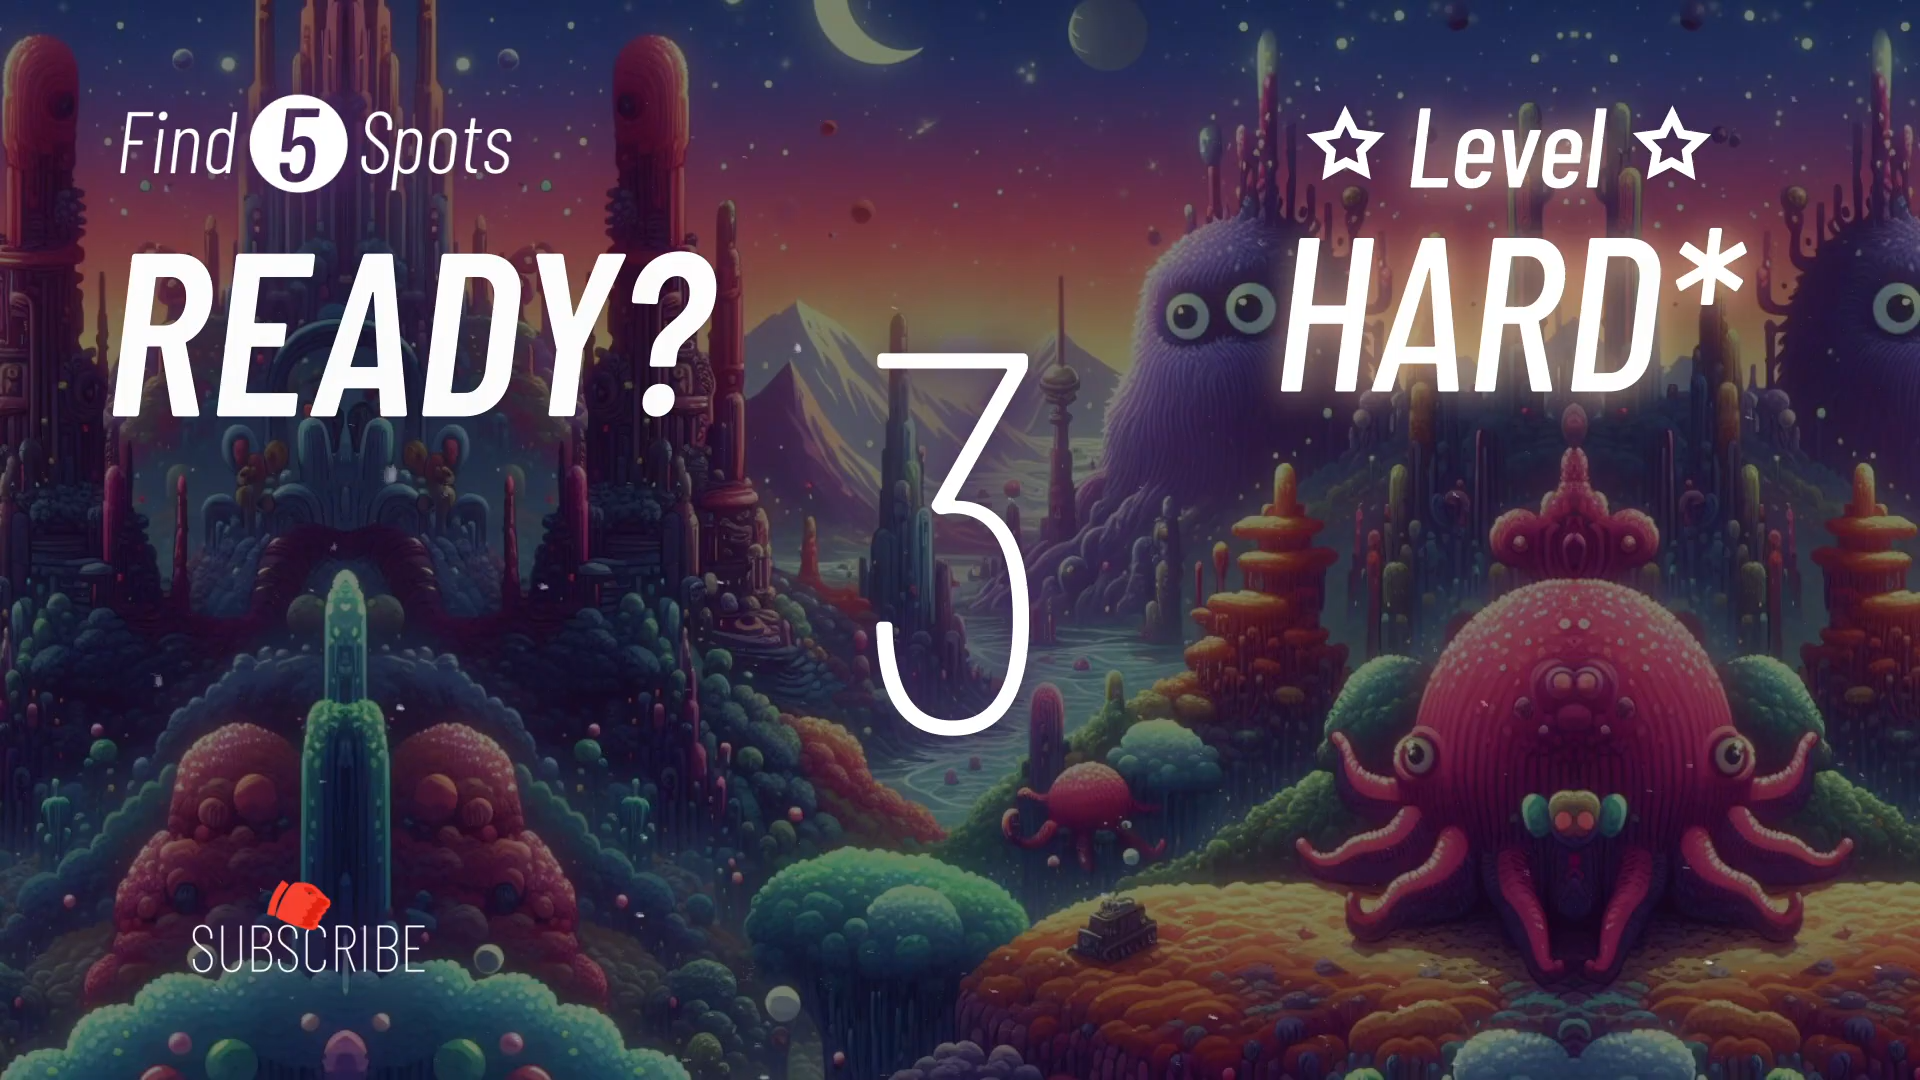 Find 5 Spots
READY?
☆ Level ☆
HARD*
3
SUBSCRIBE